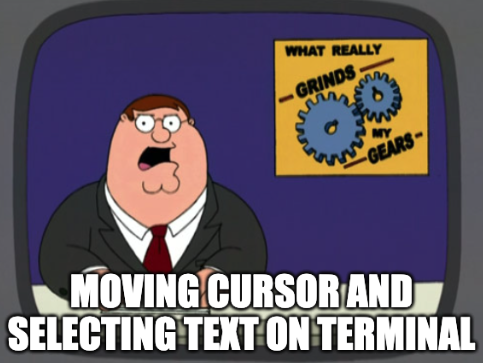 WHAT REALLY
GRINDS
MY
GEARS
MOVING CURSOR AND
SELECTING TEXT ON TERMINAL